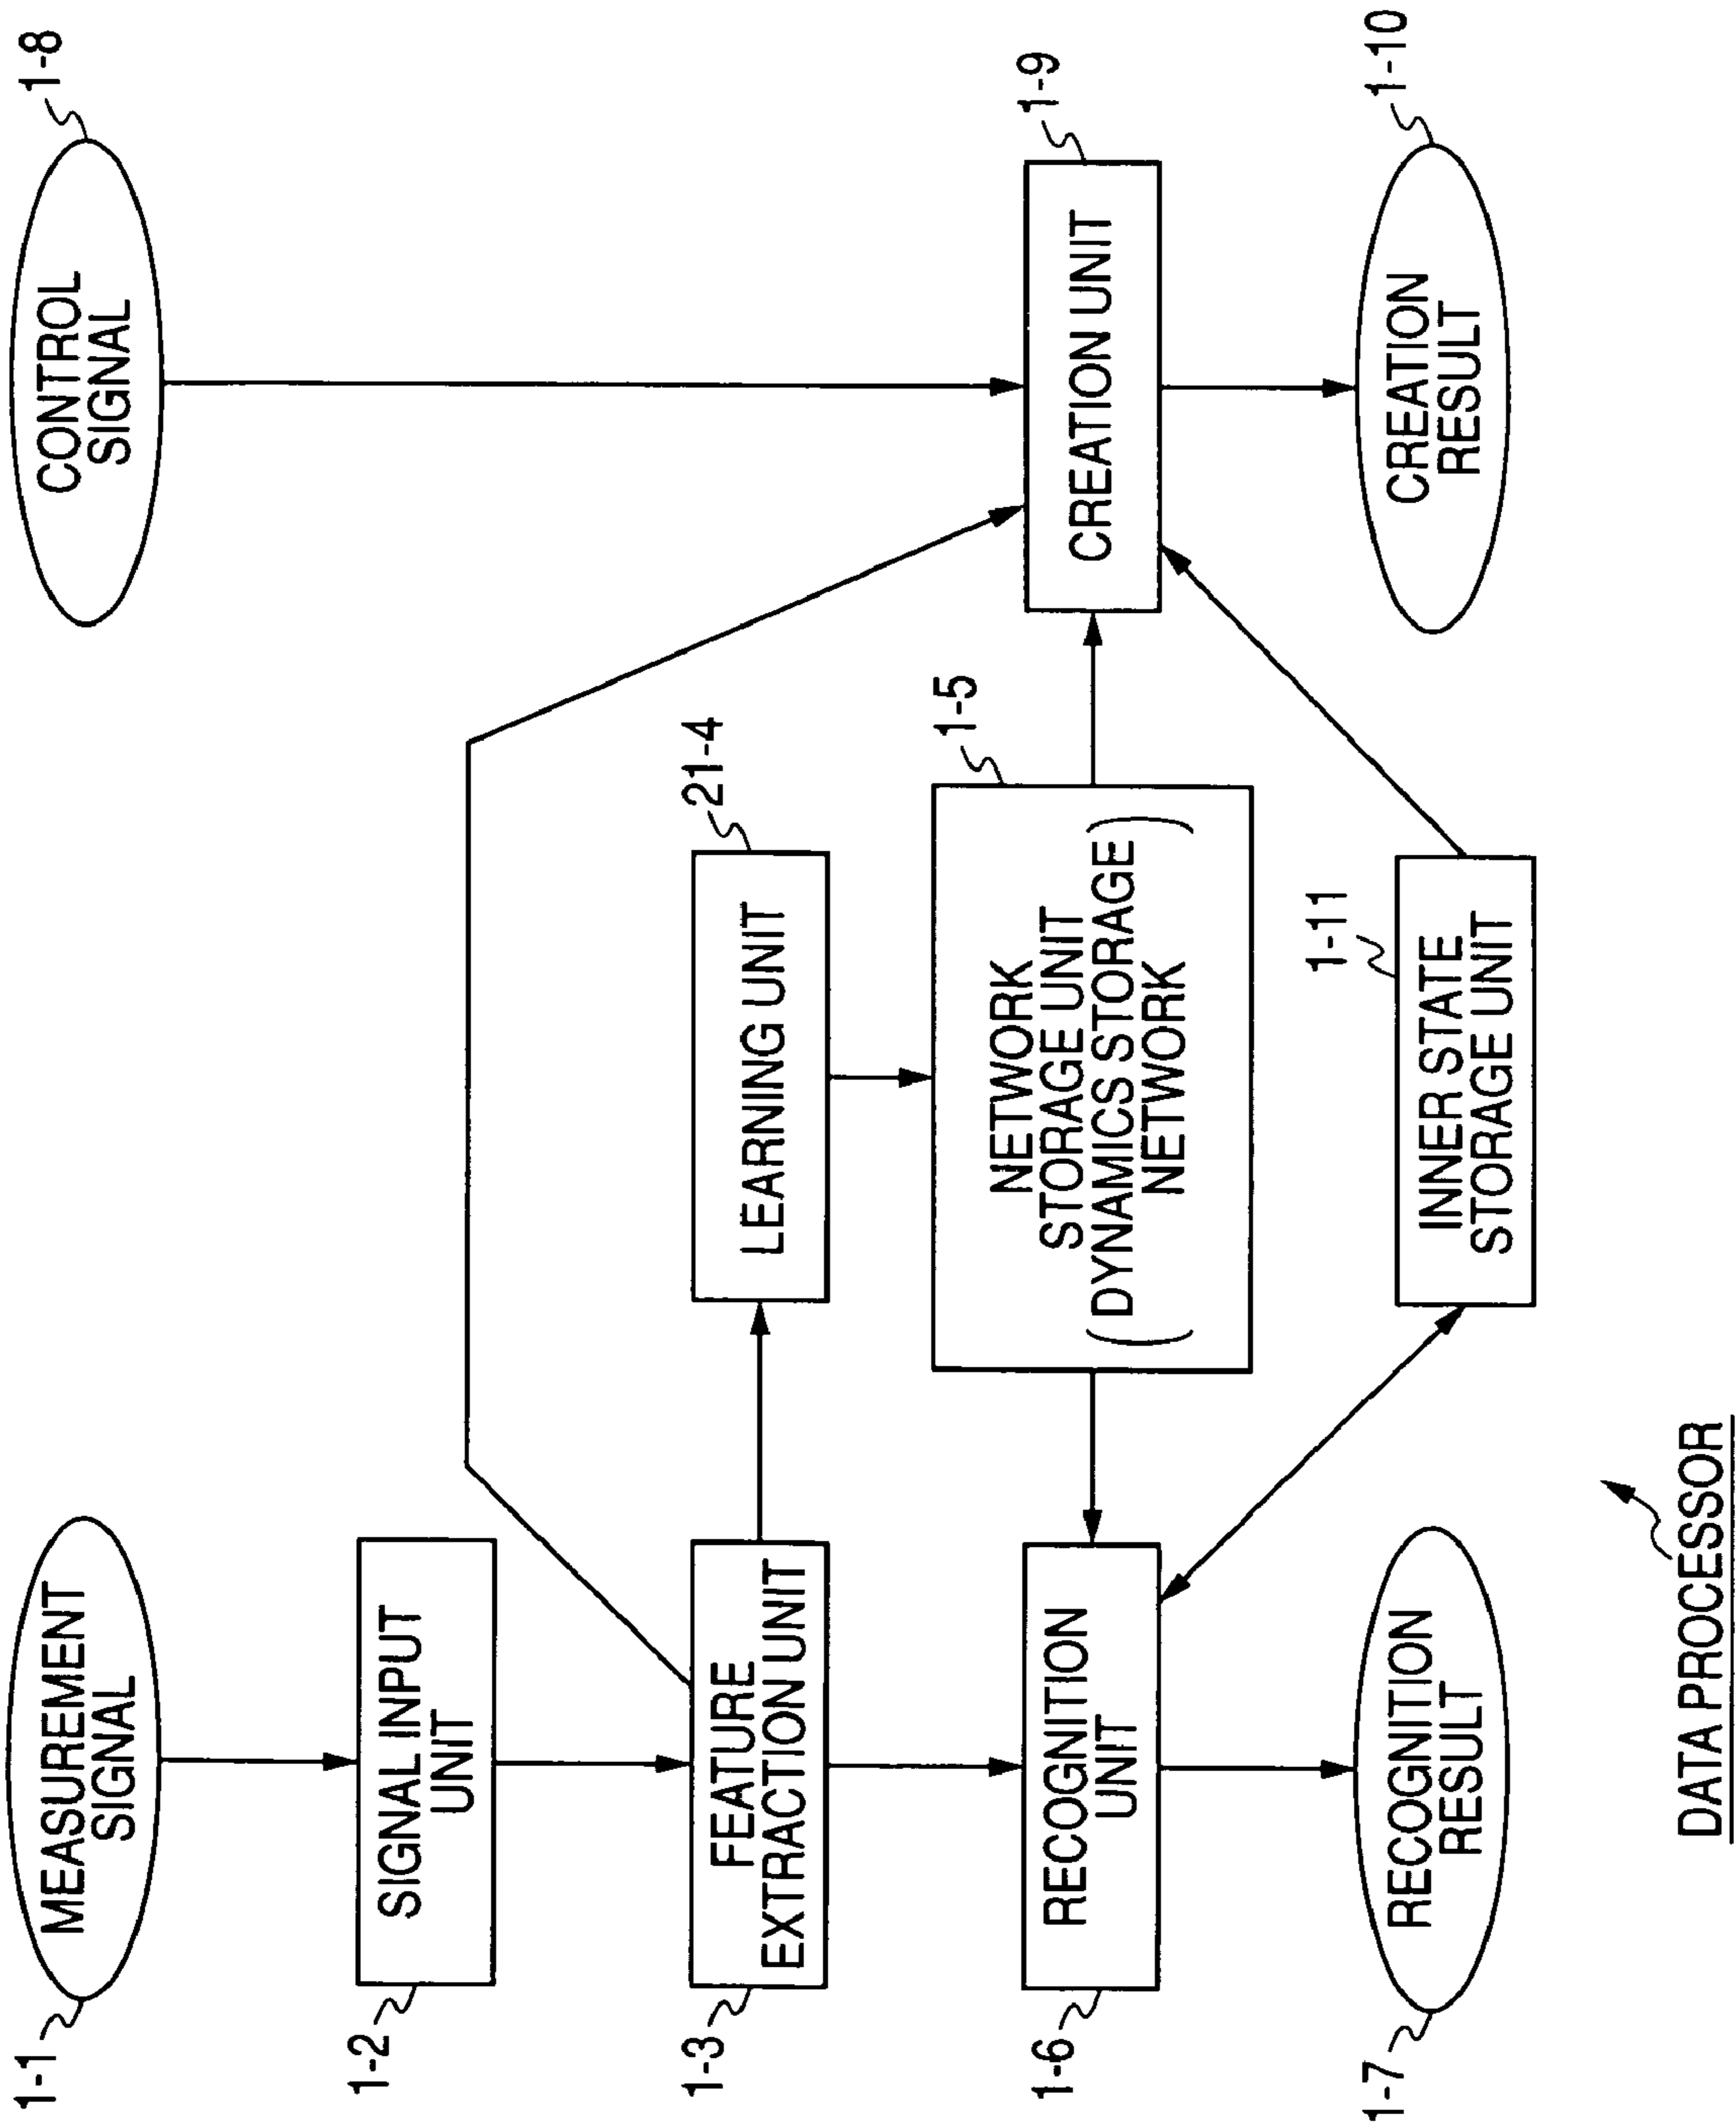 1-1
MEASUREMENT
SIGNAL
CONTROL
SIGNAL
1-8
1-2
SIGNAL INPUT
UNIT
1-3
FEATURE
EXTRACTION UNIT
LEARNING UNIT
21-4
1-5
NETWORK
STORAGE UNIT
(DYNAMICS STORAGE
NETWORK)
1-6
RECOGNITION
UNIT
CREATION UNIT
1-9
1-7
RECOGNITION
RESULT
1-11
INNER STATE
STORAGE UNIT
CREATION
RESULT
1-10
DATA PROCESSOR